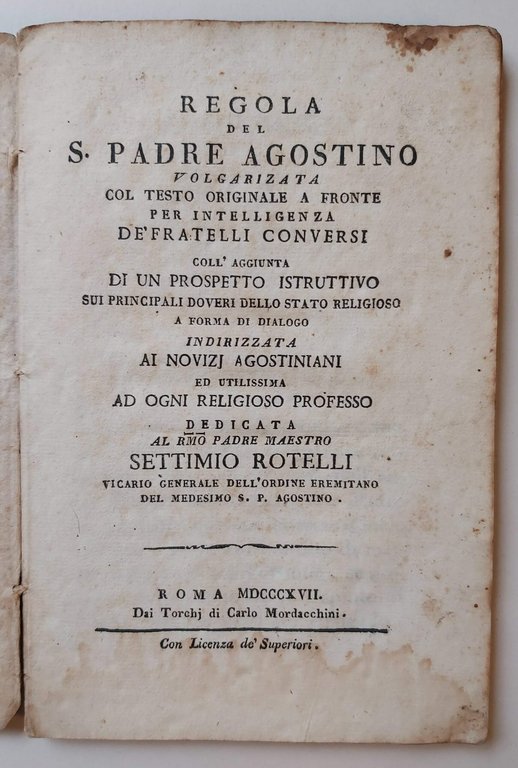 REGOLA
DEL
S. PADRE AGOSTINO
VOLGARIZATA
COL TESTO ORIGINALE A FRONTE
PER INTELLIGENZA
DE' FRATELLI CONVERSI
COLL' AGGIUNTA
DI UN PROSPETTO ISTRUTTIVO
SUI PRINCIPALI DOVERI DELLO STATO RELIGIOSO
A FORMA DI DIALOGO
INDIRIZZATA
AI NOVIZJ AGOSTINIANI
ED UTILISSIMA
AD OGNI RELIGIOSO PROFESSO
DEDICATA
AL RM̅O̅ PADRE MAESTRO
SETTIMIO ROTELLI
VICARIO GENERALE DELL'ORDINE EREMITANO
DEL MEDESIMO S. P. AGOSTINO.
ROMA MDCCCXVII.
Dai Torchj di Carlo Mordacchini.
Con Licenza de' Superiori.